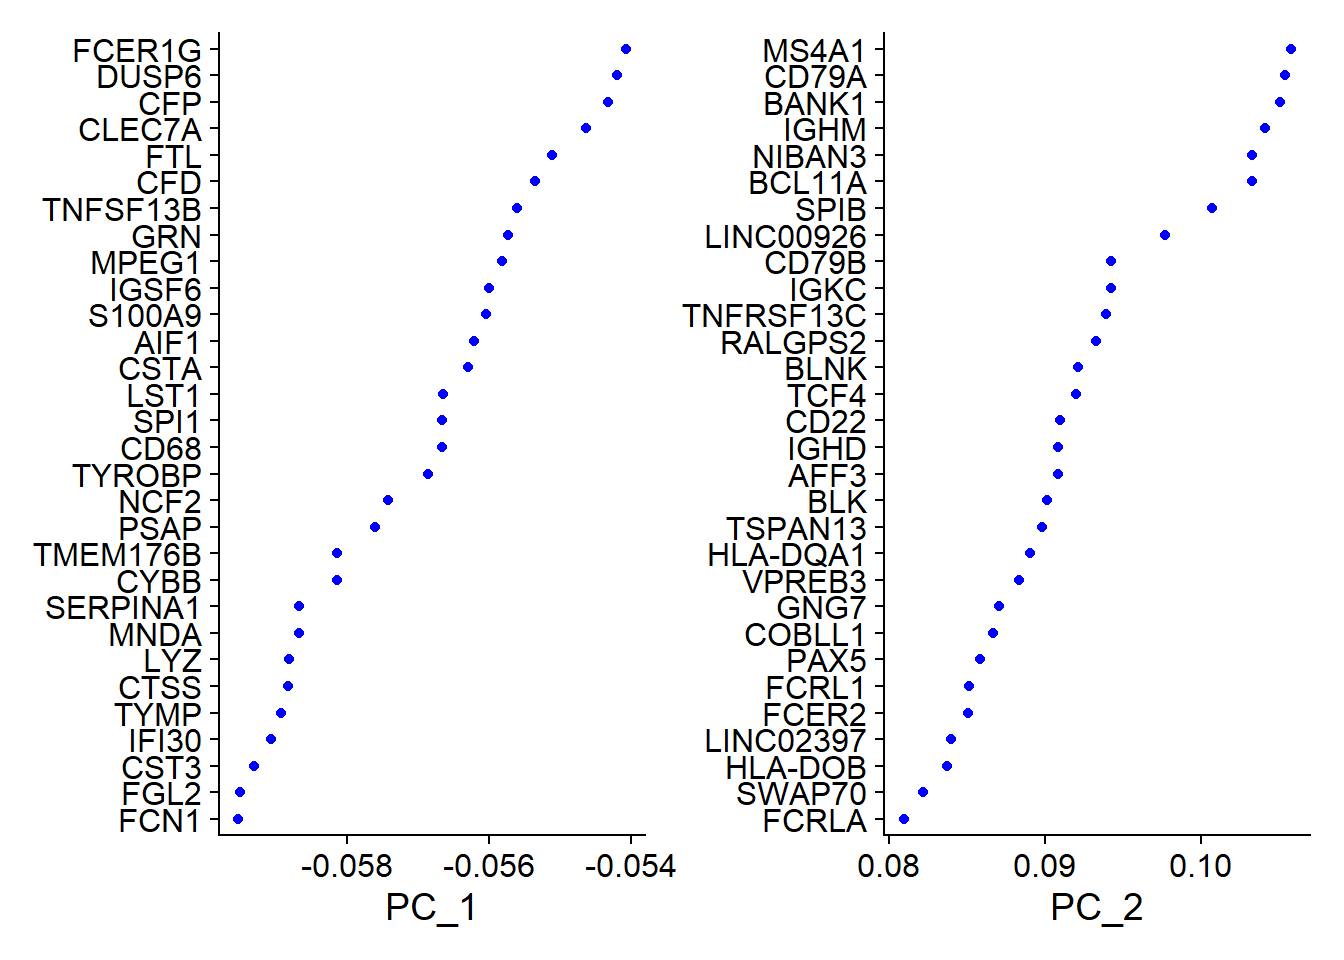 FCER1G
DUSP6
CFP
CLEC7A
FTL
CFD
TNFSF13B
GRN
MPEG1
IGSF6
S100A9
AIF1
CSTA
LST1
SPI1
CD68
TYROBP
NCF2
PSAP
TMEM176B
CYBB
SERPINA1
MNDA
LYZ
CTSS
TYMP
IFI30
CST3
FGL2
FCN1
-0.058 -0.056 -0.054
PC_1
MS4A1
CD79A
BANK1
IGHM
NIBAN3
BCL11A
SPIB
LINC00926
CD79B
IGKC
TNFRSF13C
RALGPS2
BLNK
TCF4
CD22
IGHD
AFF3
BLK
TSPAN13
HLA-DQA1
VPREB3
GNG7
COBLL1
PAX5
FCRL1
FCER2
LINC02397
HLA-DOB
SWAP70
FCRLA
0.08 0.09 0.10
PC_2